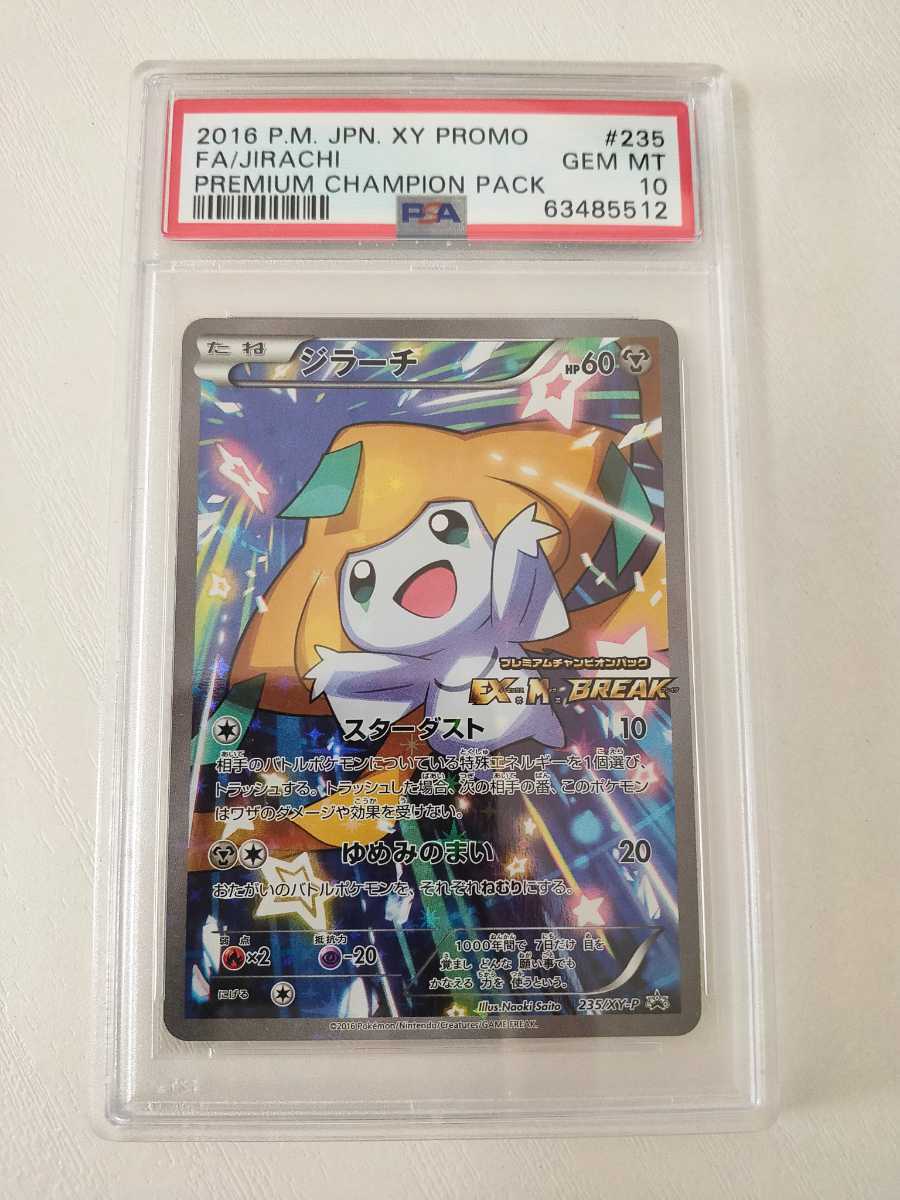 2016 P.M. JPN. XY PROMO #235
FA/JIRACHI GEM MT
PREMIUM CHAMPION PACK 10
PSA 63485512
たね ジラーチ HP60
プレミアムチャンピオンパック
EX×M×BREAK
スターダスト 10
相手のバトルポケモンについている特殊エネルギーを1個選び、
トラッシュする。トラッシュした場合、次の相手の番、このポケモン
はワザのダメージや効果を受けない。
ゆめみのまい 20
おたがいのバトルポケモンを、それぞれねむりにする。
弱点 抵抗力
×2 -20
にげる
1000年間で 7日だけ 目を
覚まし どんな 願い事でも
かなえる 力を 使うという。
Illus.Naoki Saito 235/XY-P
©2016 Pokémon/Nintendo/Creatures/GAME FREAK.